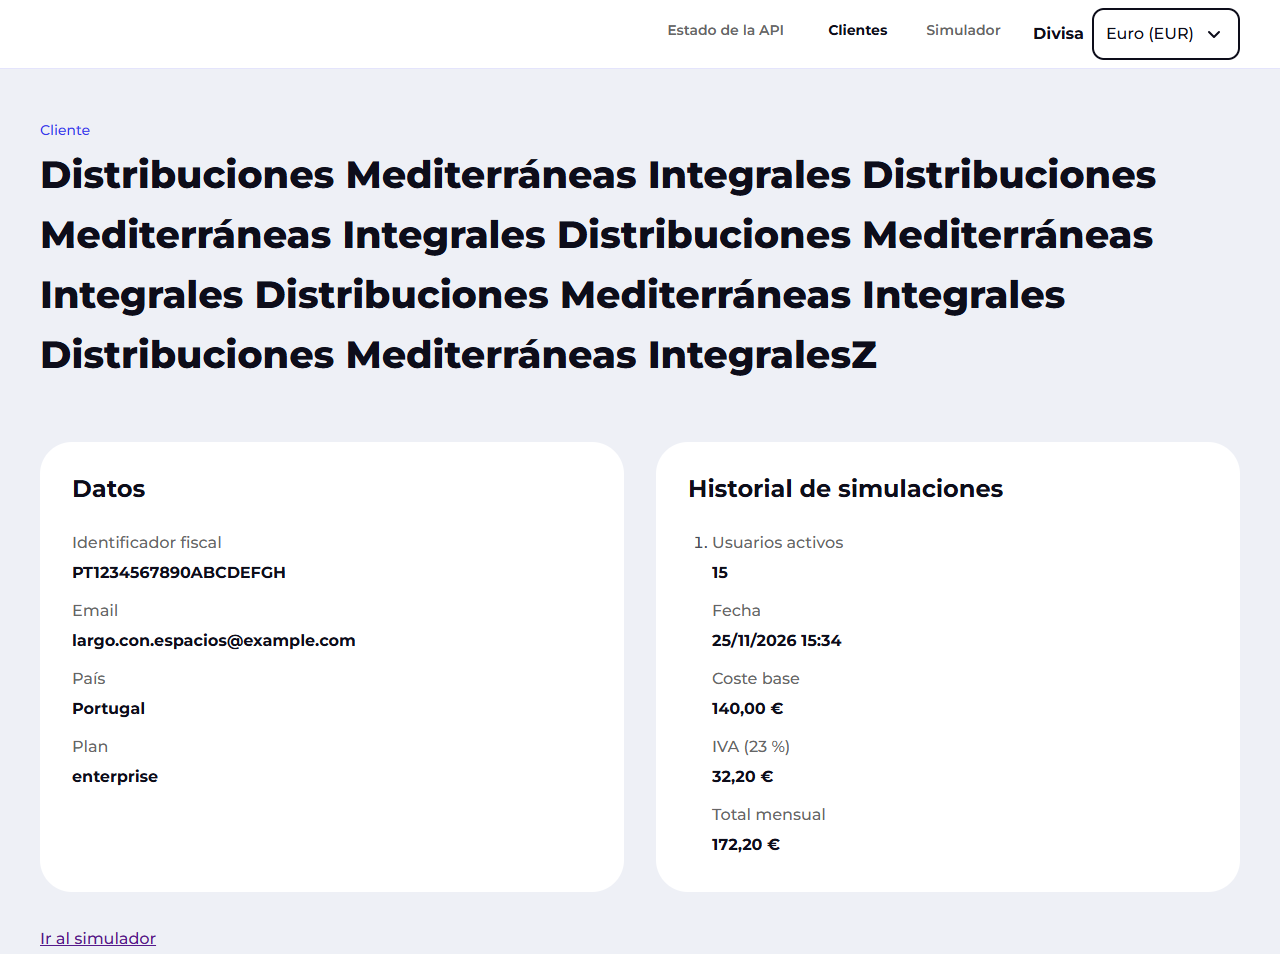 Estado de la API
Clientes
Simulador
Divisa
Euro (EUR)
Cliente
Distribuciones Mediterráneas Integrales Distribuciones
Mediterráneas Integrales Distribuciones Mediterráneas
Integrales Distribuciones Mediterráneas Integrales
Distribuciones Mediterráneas IntegralesZ
Datos
Identificador fiscal
PT1234567890ABCDEFGH
Email
largo.con.espacios@example.com
País
Portugal
Plan
enterprise
Historial de simulaciones
1. Usuarios activos
15
Fecha
25/11/2026 15:34
Coste base
140,00 €
IVA (23 %)
32,20 €
Total mensual
172,20 €
Ir al simulador